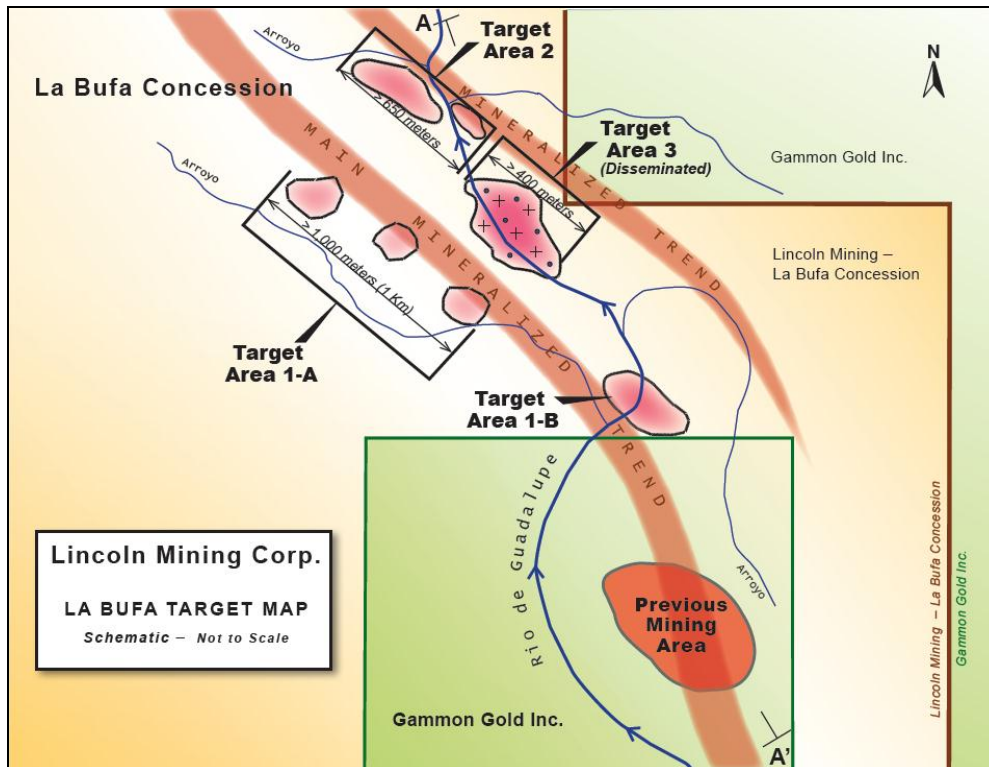 A
Target
Area 2
N
Arroyo
La Bufa Concession
≥ 650 meters
MINERALIZED TREND
Target
Area 3
(Disseminated)
Gammon Gold Inc.
> 400 meters
MAIN MINERALIZED TREND
Arroyo
≥ 1,000 meters (1 Km)
Lincoln Mining –
La Bufa Concession
Target
Area 1-A
Target
Area 1-B
Rio de Guadalupe
Lincoln Mining Corp.
LA BUFA TARGET MAP
Schematic – Not to Scale
Arroyo
Previous
Mining
Area
Gammon Gold Inc.
A'
Lincoln Mining – La Bufa Concession
Gammon Gold Inc.